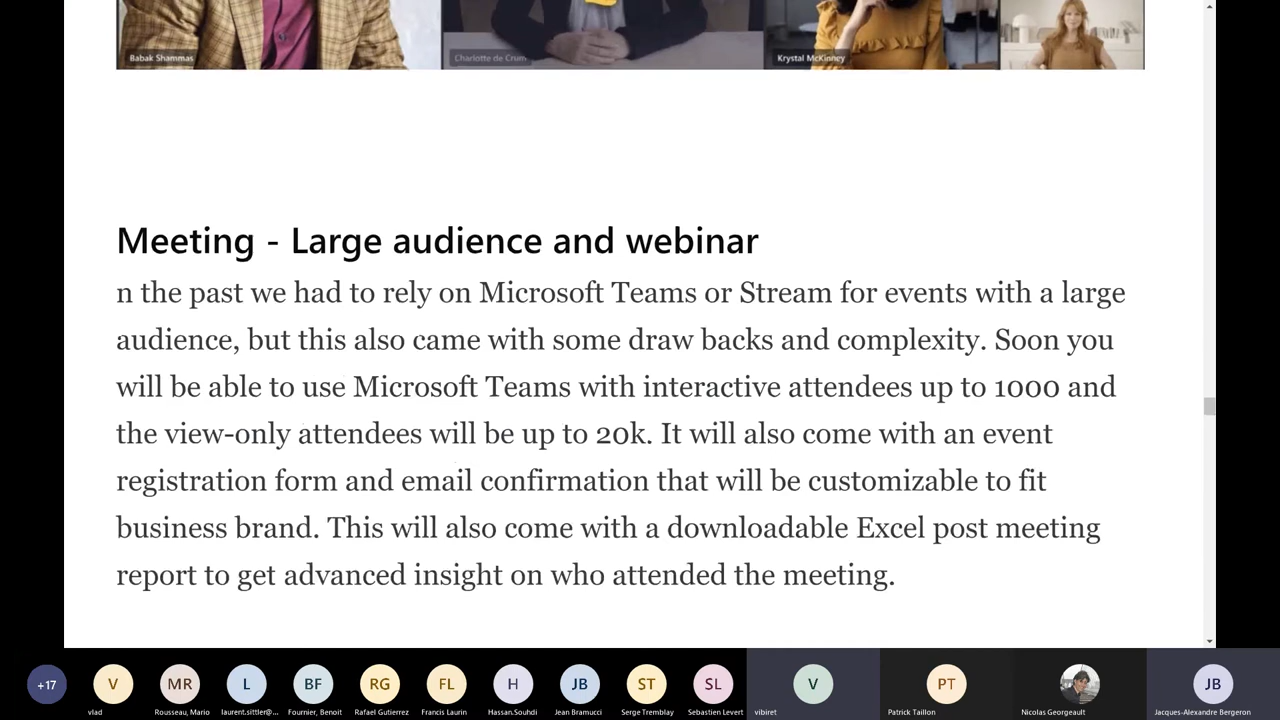 Babak Shammas Charlotte de Crum Krystal McKinney
Meeting - Large audience and webinar
n the past we had to rely on Microsoft Teams or Stream for events with a large
audience, but this also came with some draw backs and complexity. Soon you
will be able to use Microsoft Teams with interactive attendees up to 1000 and
the view-only attendees will be up to 20k. It will also come with an event
registration form and email confirmation that will be customizable to fit
business brand. This will also come with a downloadable Excel post meeting
report to get advanced insight on who attended the meeting.
+17 V MR L BF RG FL H JB ST SL V PT JB
vlad Rousseau, Mario laurent.sittler@... Fournier, Benoit Rafael Gutierrez Francis Laurin Hassan.Souhdi Jean Bramucci Serge Tremblay Sebastien Levert vibiret Patrick Taillon Nicolas Georgeault Jacques-Alexandre Bergeron